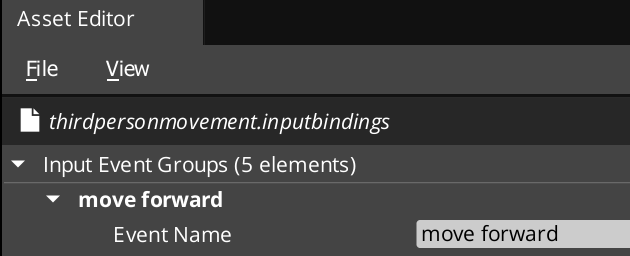 Asset Editor
File View
thirdpersonmovement.inputbindings
Input Event Groups (5 elements)
move forward
Event Name move forward